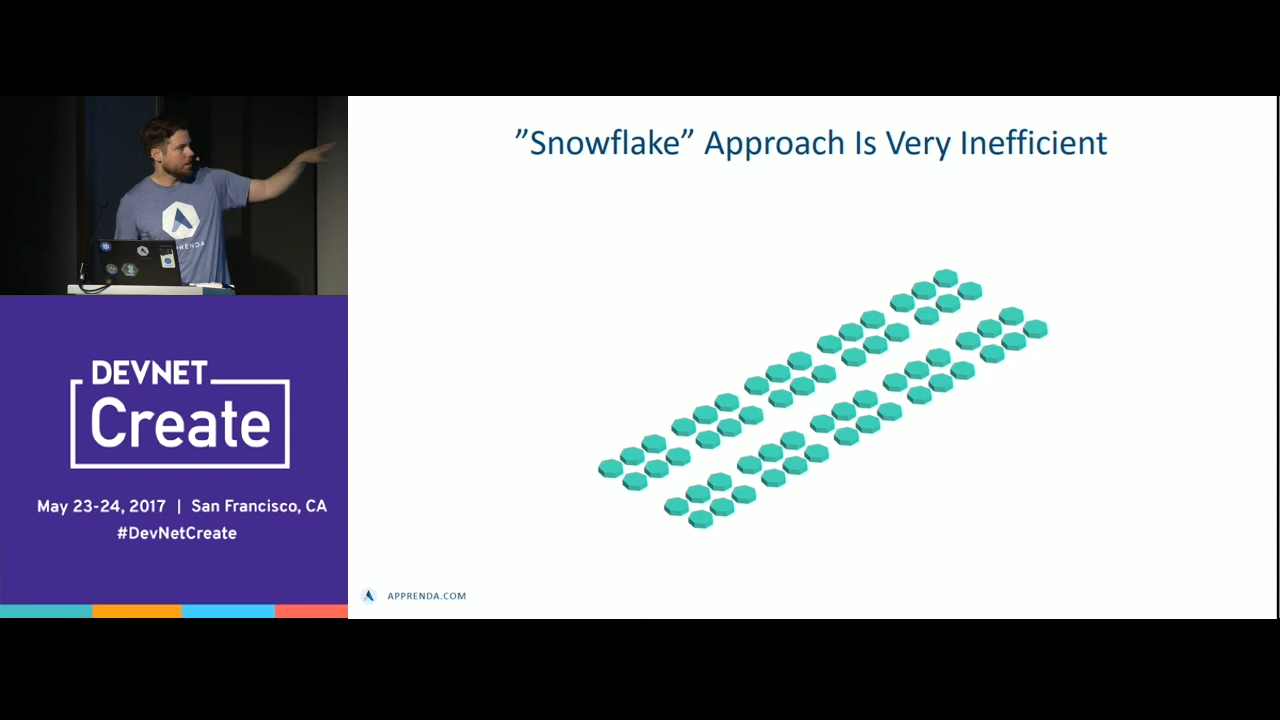 ”Snowflake” Approach Is Very Inefficient
DEVNET
Create
May 23-24, 2017 | San Francisco, CA
#DevNetCreate
APPRENDA.COM